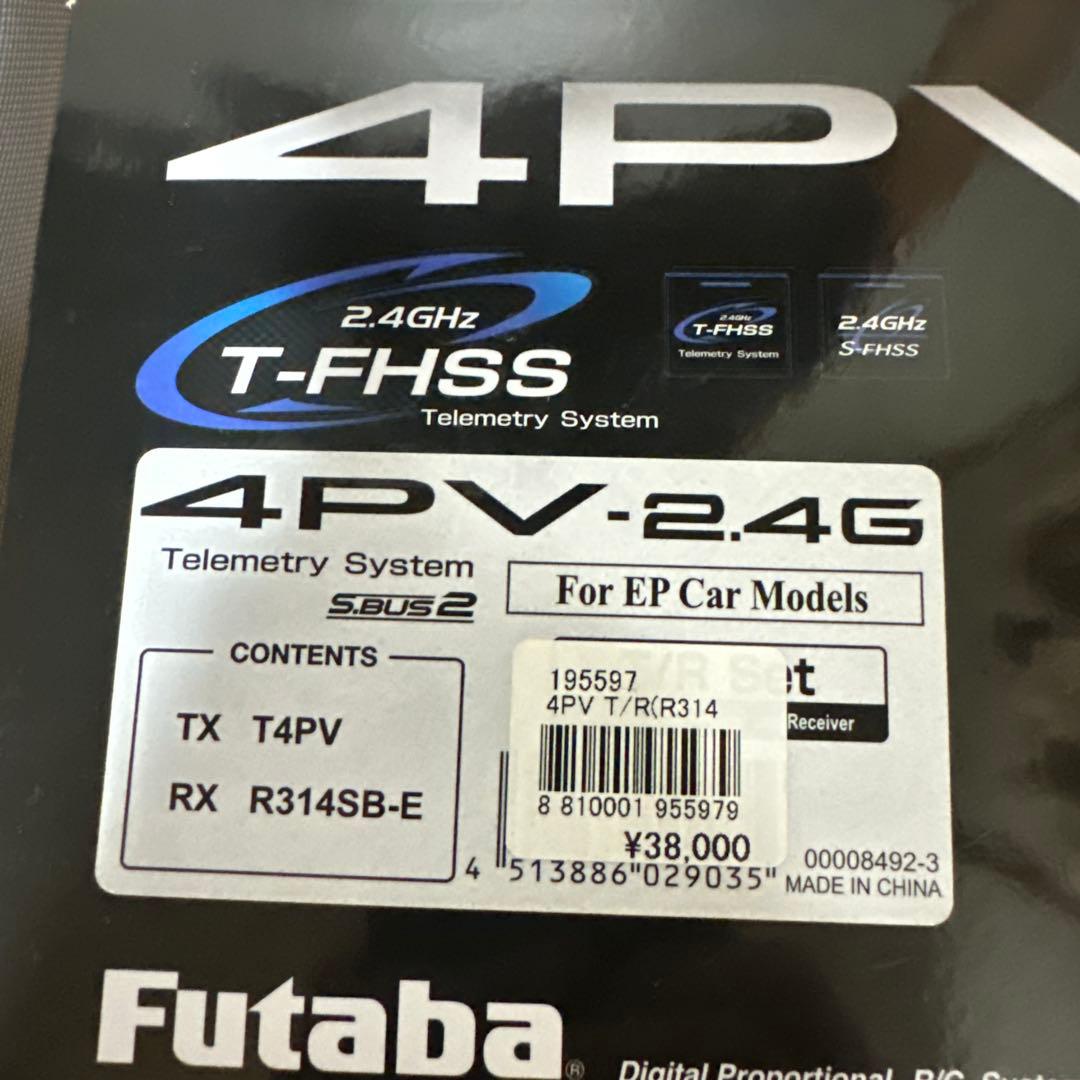 4PV
2.4GHz
T-FHSS
Telemetry System
2.4GHz
T-FHSS
Telemetry System
2.4GHz
S-FHSS
4PV-2.4G
Telemetry System
S.BUS2
For EP Car Models
CONTENTS
TX T4PV
RX R314SB-E
T/R Set
Receiver
195597
4PV T/R(R314
8 810001 955979
¥38,000
4 513886 029035
00008492-3
MADE IN CHINA
Futaba®
Digital Proportional R/C